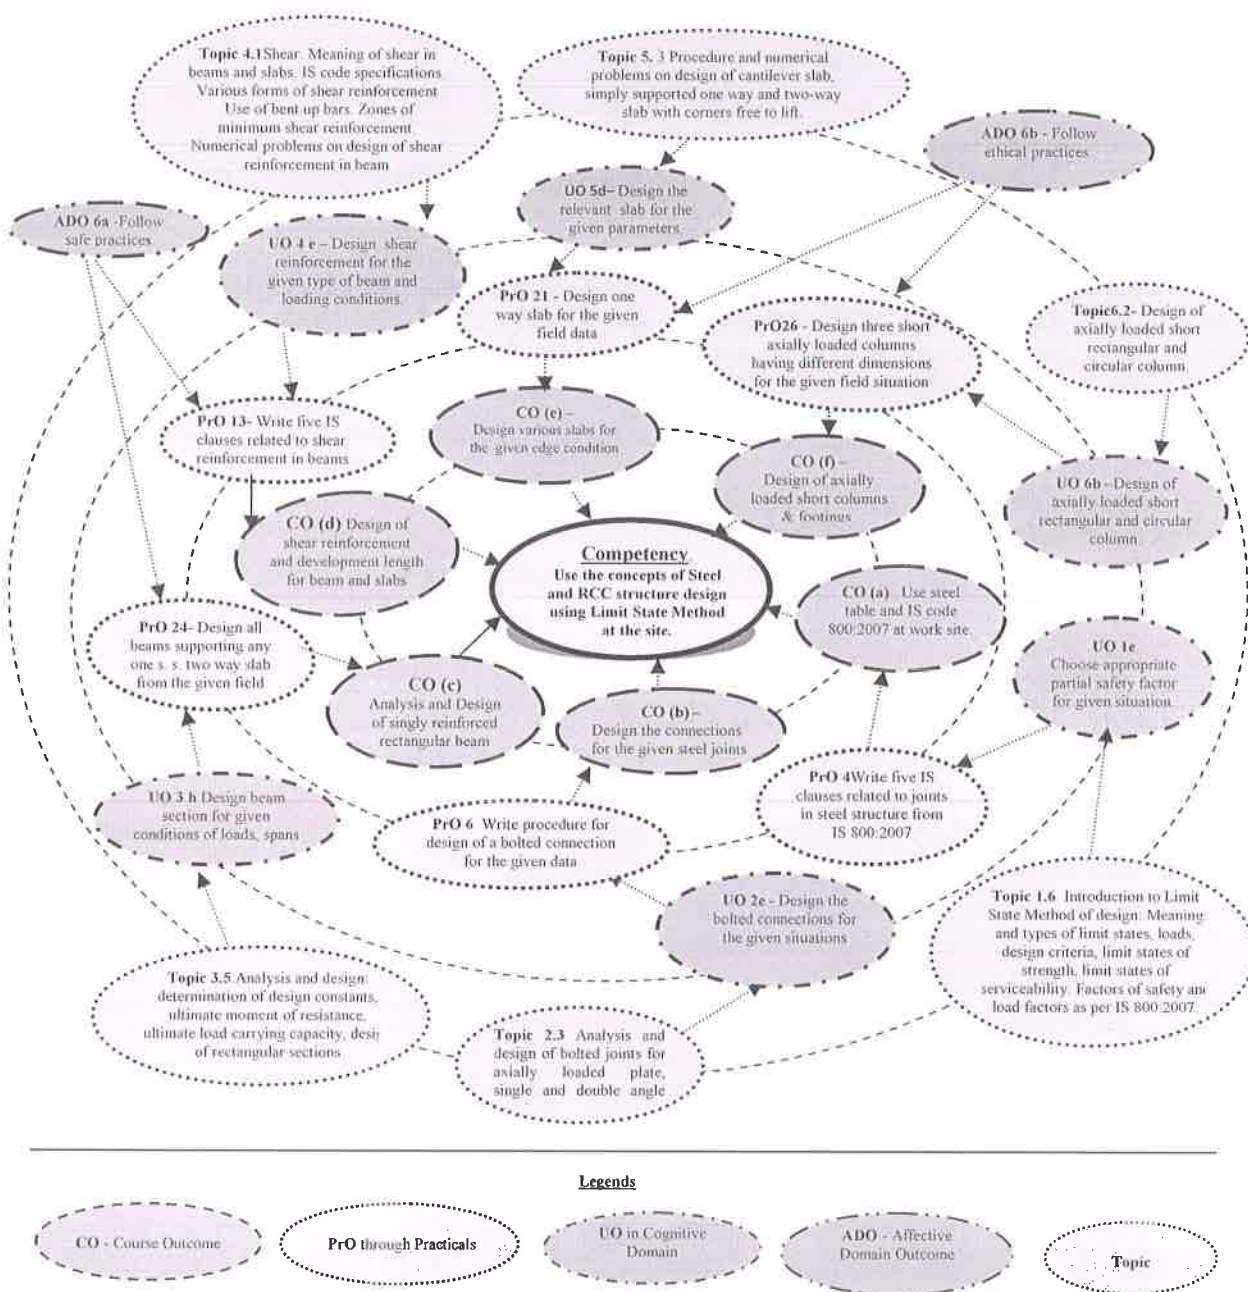 Topic 4.1Shear. Meaning of shear in
beams and slabs. IS code specifications
Various forms of shear reinforcement
Use of bent up bars. Zones of
minimum shear reinforcement
Numerical problems on design of shear
reinforcement in beam
Topic 5. 3 Procedure and numerical
problems on design of cantilever slab,
simply supported one way and two-way
slab with corners free to lift.
ADO 6b - Follow
ethical practices
UO 5d– Design the
relevant slab for the
given parameters.
ADO 6a -Follow
safe practices
UO 4 e – Design shear
reinforcement for the
given type of beam and
loading conditions.
PrO 21 - Design one
way slab for the given
field data
PrO26 - Design three short
axially loaded columns
having different dimensions
for the given field situation
Topic6.2- Design of
axially loaded short
rectangular and
circular column.
PrO 13- Write five IS
clauses related to shear
reinforcement in beams
CO (e) –
Design various slabs for
the given edge condition
CO (f) –
Design of axially
loaded short columns
& footings
UO 6b –Design of
axially loaded short
rectangular and circular
column
CO (d) Design of
shear reinforcement
and development length
for beam and slabs
Competency
Use the concepts of Steel
and RCC structure design
using Limit State Method
at the site.
CO (a) Use steel
table and IS code
800:2007 at work site.
PrO 24- Design all
beams supporting any
one s. s. two way slab
from the given field
UO 1e
Choose appropriate
partial safety factor
for given situation
CO (c)
Analysis and Design
of singly reinforced
rectangular beam
CO (b) –
Design the connections
for the given steel joints
UO 3 h Design beam
section for given
conditions of loads, spans
PrO 6 Write procedure for
design of a bolted connection
for the given data
PrO 4Write five IS
clauses related to joints
in steel structure from
IS 800:2007
UO 2e - Design the
bolted connections for
the given situations
Topic 1.6 Introduction to Limit
State Method of design: Meaning
and types of limit states, loads,
design criteria, limit states of
strength, limit states of
serviceability. Factors of safety an
load factors as per IS 800:2007
Topic 3.5 Analysis and design:
determination of design constants,
ultimate moment of resistance,
ultimate load carrying capacity, desi
of rectangular sections
Topic 2.3 Analysis and
design of bolted joints for
axially loaded plate,
single and double angle
Legends
CO - Course Outcome
PrO through Practicals
UO in Cognitive
Domain
ADO - Affective
Domain Outcome
Topic